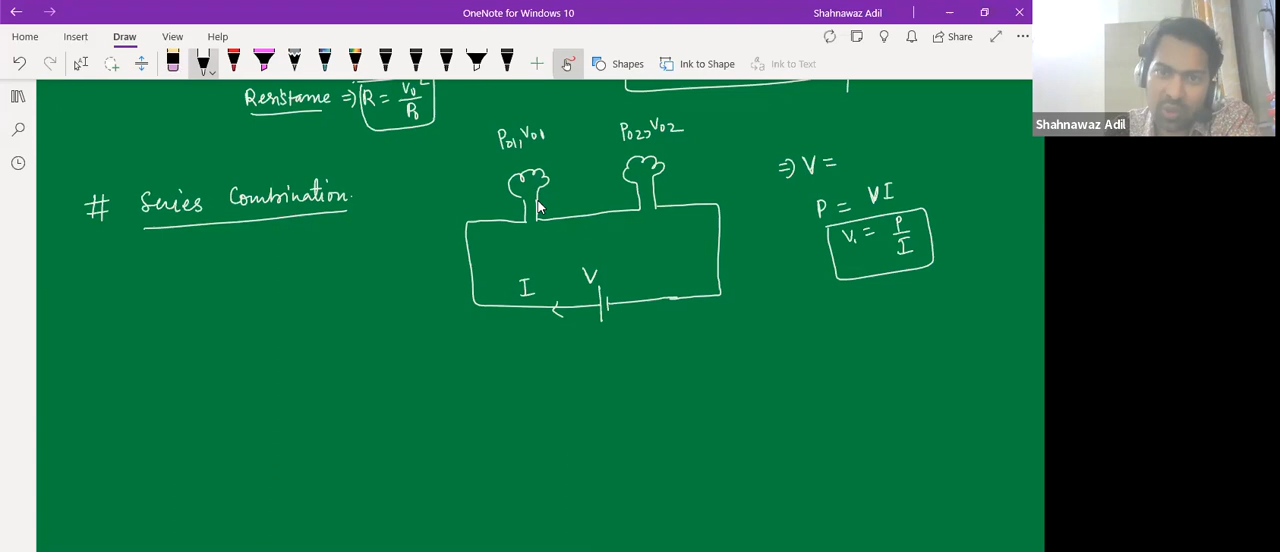 OneNote for Windows 10
Shahnawaz Adil
Home Insert Draw View Help
Share
Shapes
Ink to Shape
Ink to Text
Shahnawaz Adil
Resistame => R = V₀² / P₀
P₀₁, V₀₁
P₀₂, V₀₂
# Series Combination.
I
V
=> V =
P = VI
V₁ = P / I